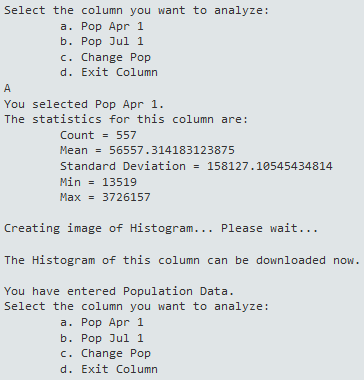 Select the column you want to analyze:
a. Pop Apr 1
b. Pop Jul 1
c. Change Pop
d. Exit Column
A
You selected Pop Apr 1.
The statistics for this column are:
Count = 557
Mean = 56557.314183123875
Standard Deviation = 158127.10545434814
Min = 13519
Max = 3726157
Creating image of Histogram... Please wait...
The Histogram of this column can be downloaded now.
You have entered Population Data.
Select the column you want to analyze:
a. Pop Apr 1
b. Pop Jul 1
c. Change Pop
d. Exit Column